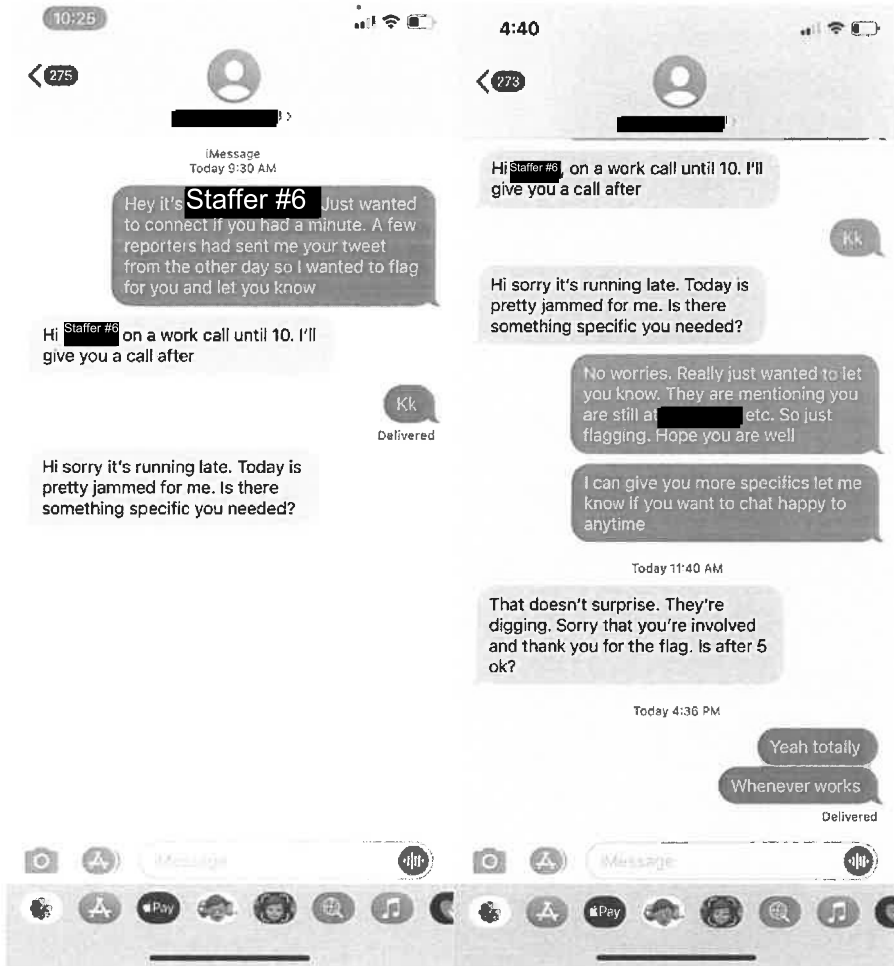 10:25
275
iMessage
Today 9:30 AM
Hey it's Staffer #6 Just wanted
to connect if you had a minute. A few
reporters had sent me your tweet
from the other day so I wanted to flag
for you and let you know
Hi Staffer #6 on a work call until 10. I'll
give you a call after
Kk
Delivered
Hi sorry it's running late. Today is
pretty jammed for me. Is there
something specific you needed?
iMessage
Pay
4:40
273
Hi Staffer #6, on a work call until 10. I'll
give you a call after
Kk
Hi sorry it's running late. Today is
pretty jammed for me. Is there
something specific you needed?
No worries. Really just wanted to let
you know. They are mentioning you
are still at etc. So just
flagging. Hope you are well
I can give you more specifics let me
know if you want to chat happy to
anytime
Today 11:40 AM
That doesn't surprise. They're
digging. Sorry that you're involved
and thank you for the flag. Is after 5
ok?
Today 4:36 PM
Yeah totally
Whenever works
Delivered
iMessage
Pay